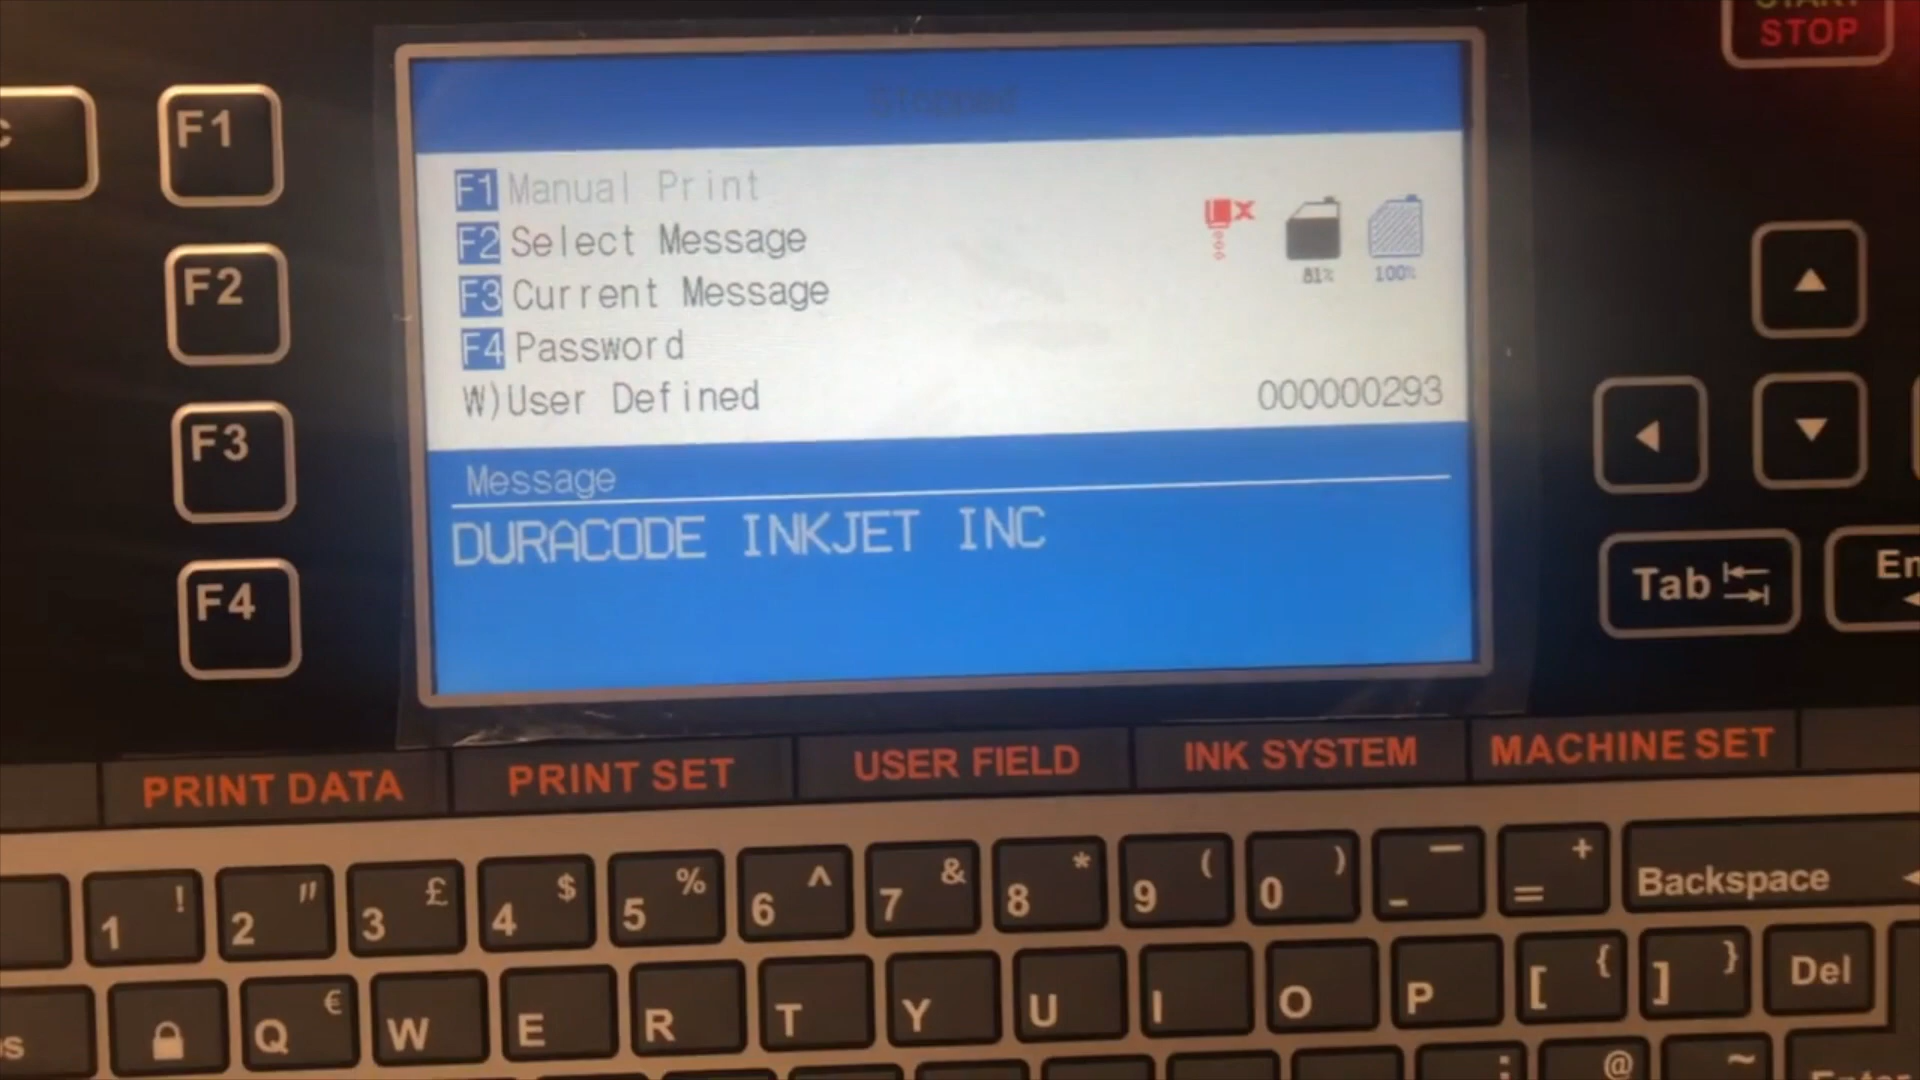 STOP
Stopped
F1
F1 Manual Print
F2 Select Message
F3 Current Message
F4 Password
W)User Defined
81%
100%
000000293
Message
DURACODE INKJET INC
F2
F3
F4
Tab
PRINT DATA
PRINT SET
USER FIELD
INK SYSTEM
MACHINE SET
1 ! 2 " 3 £ 4 $ 5 % 6 ^ 7 & 8 * 9 ( 0 ) - _ = + Backspace
Q € W E R T Y U I O P [ { ] } Del
: @ ~